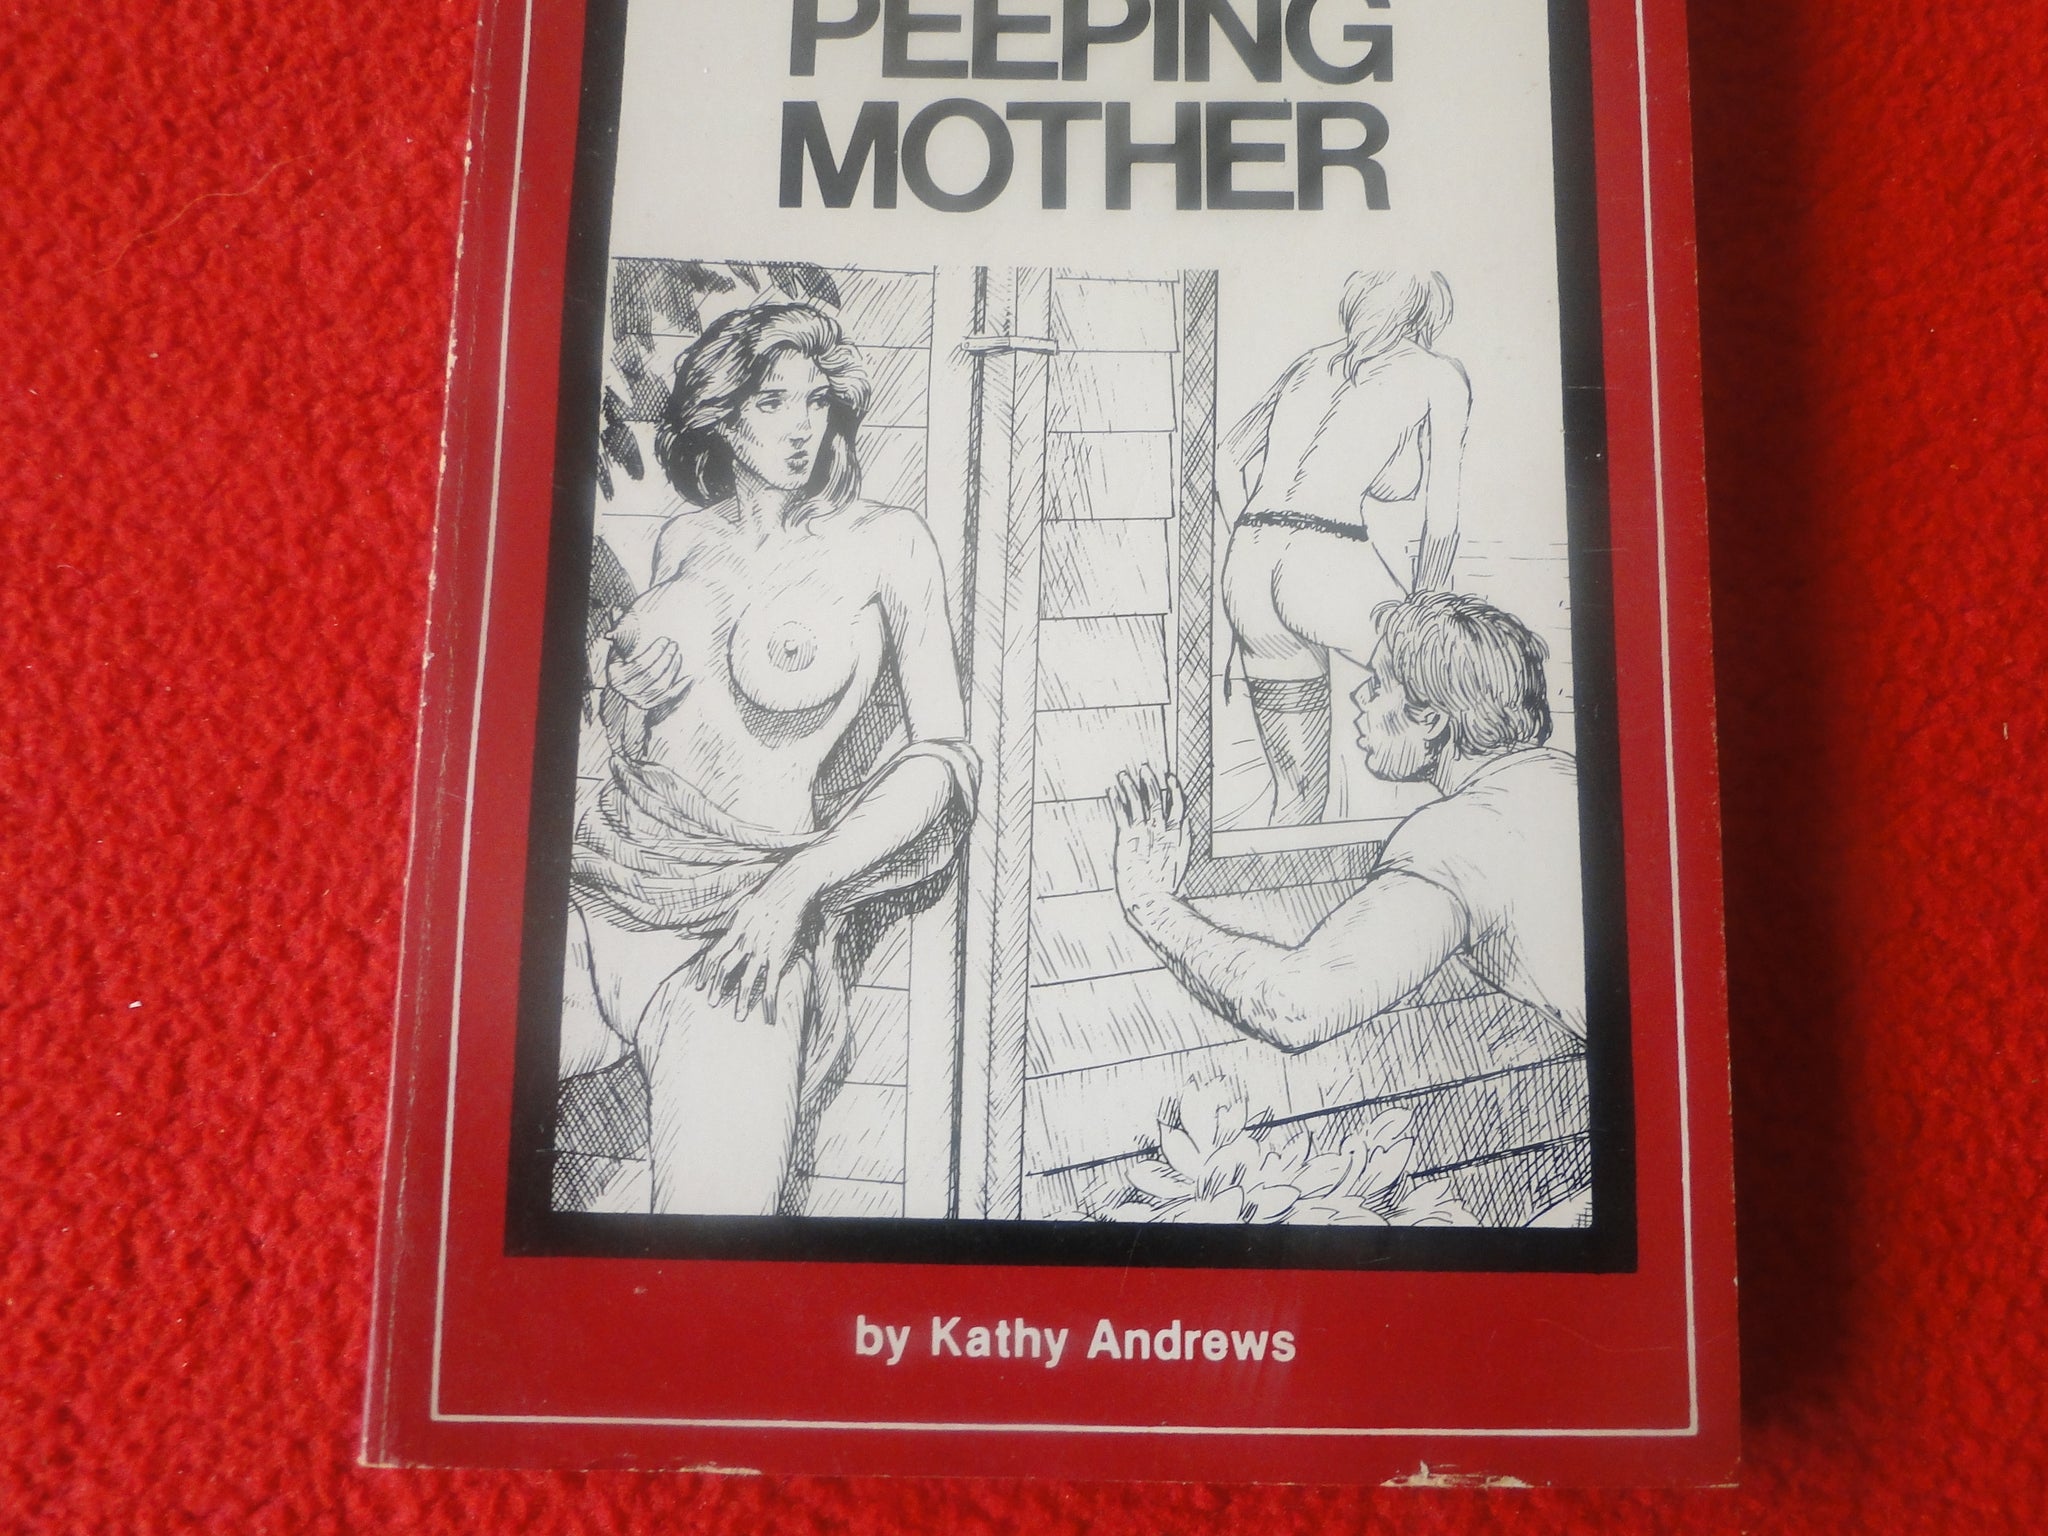 PEEPING
MOTHER
by Kathy Andrews